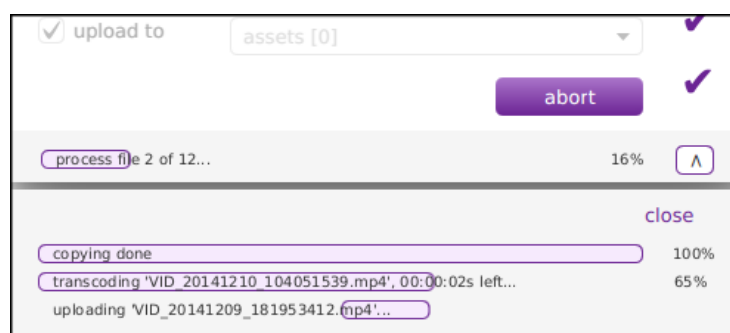 upload to
assets [0]
abort
process file 2 of 12...
16%
close
copying done
100%
transcoding 'VID_20141210_104051539.mp4', 00:00:02s left...
65%
uploading 'VID_20141209_181953412.mp4'...